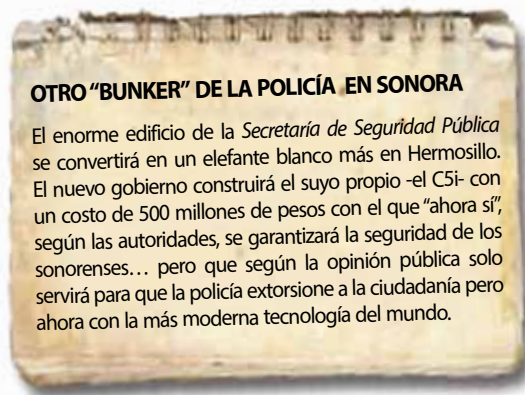 OTRO “BUNKER” DE LA POLICÍA EN SONORA
El enorme edificio de la Secretaría de Seguridad Pública
se convertirá en un elefante blanco más en Hermosillo.
El nuevo gobierno construirá el suyo propio -el C5i- con
un costo de 500 millones de pesos con el que “ahora sí”,
según las autoridades, se garantizará la seguridad de los
sonorenses… pero que según la opinión pública solo
servirá para que la policía extorsione a la ciudadanía pero
ahora con la más moderna tecnología del mundo.